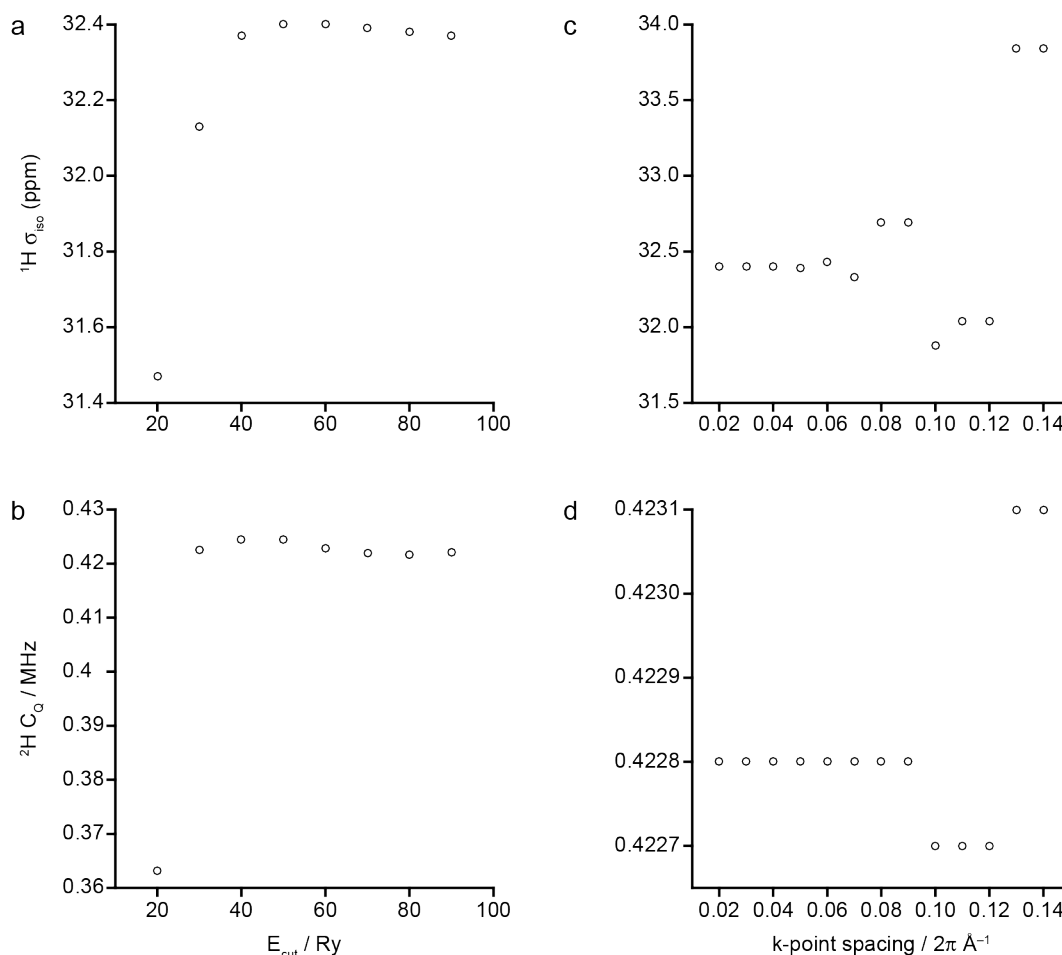 a
32.4
32.2
32.0
31.8
31.6
31.4
20 40 60 80 100
¹H σiso (ppm)
c
34.0
33.5
33.0
32.5
32.0
31.5
0.02 0.04 0.06 0.08 0.10 0.12 0.14
b
0.43
0.42
0.41
0.4
0.39
0.38
0.37
0.36
20 40 60 80 100
²H CQ / MHz
Ecut / Ry
d
0.4231
0.4230
0.4229
0.4228
0.4227
0.02 0.04 0.06 0.08 0.10 0.12 0.14
k-point spacing / 2π Å⁻¹